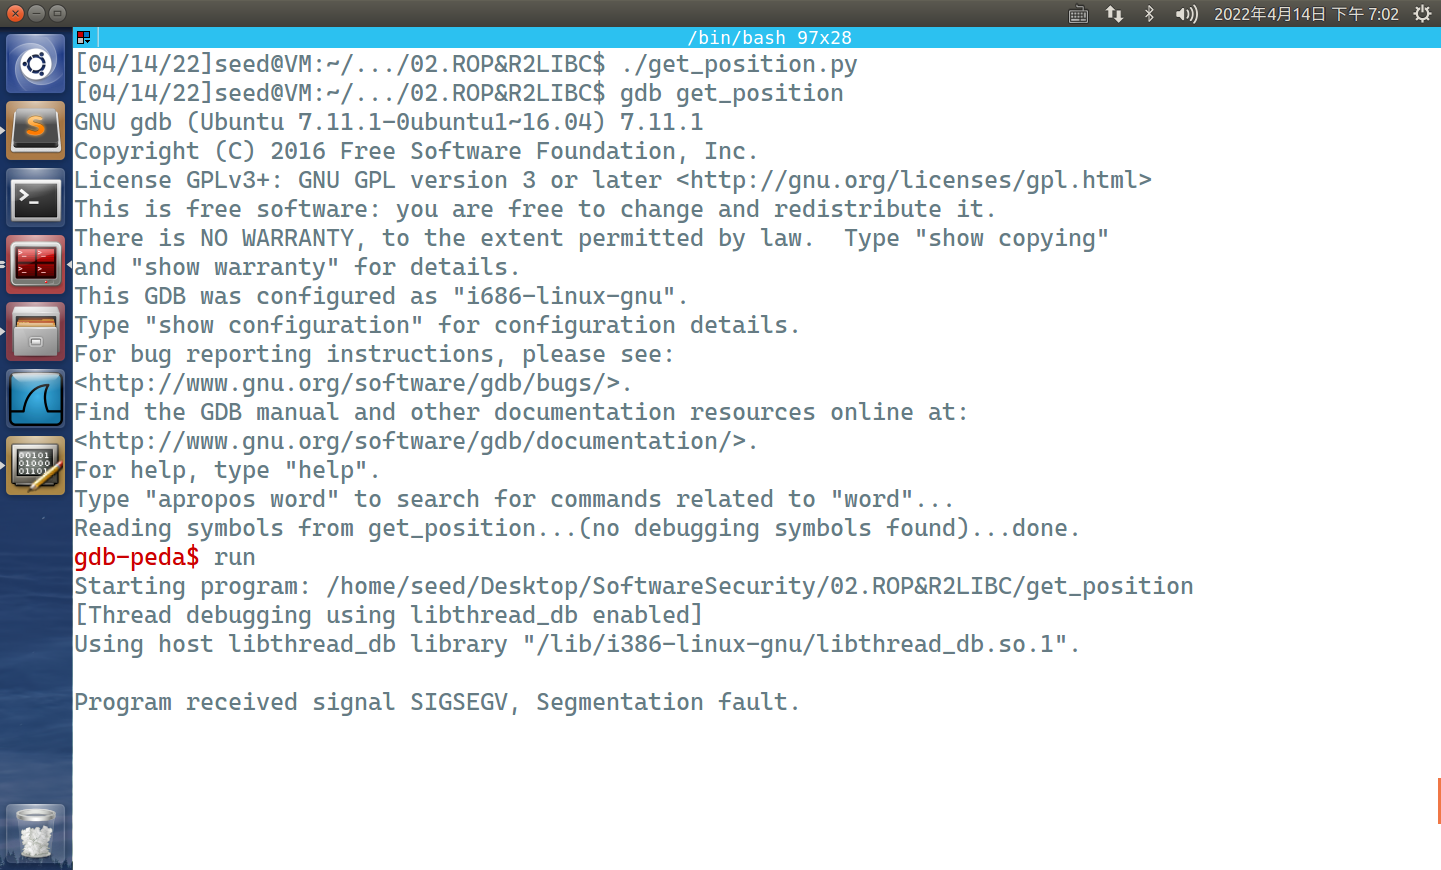 2022年4月14日 下午 7:02
/bin/bash 97x28
[04/14/22]seed@VM:~/.../02.ROP&R2LIBC$ ./get_position.py
[04/14/22]seed@VM:~/.../02.ROP&R2LIBC$ gdb get_position
GNU gdb (Ubuntu 7.11.1-0ubuntu1~16.04) 7.11.1
Copyright (C) 2016 Free Software Foundation, Inc.
License GPLv3+: GNU GPL version 3 or later <http://gnu.org/licenses/gpl.html>
This is free software: you are free to change and redistribute it.
There is NO WARRANTY, to the extent permitted by law.  Type "show copying"
and "show warranty" for details.
This GDB was configured as "i686-linux-gnu".
Type "show configuration" for configuration details.
For bug reporting instructions, please see:
<http://www.gnu.org/software/gdb/bugs/>.
Find the GDB manual and other documentation resources online at:
<http://www.gnu.org/software/gdb/documentation/>.
For help, type "help".
Type "apropos word" to search for commands related to "word"...
Reading symbols from get_position...(no debugging symbols found)...done.
gdb-peda$ run
Starting program: /home/seed/Desktop/SoftwareSecurity/02.ROP&R2LIBC/get_position
[Thread debugging using libthread_db enabled]
Using host libthread_db library "/lib/i386-linux-gnu/libthread_db.so.1".
Program received signal SIGSEGV, Segmentation fault.
S
00101
01000
01101